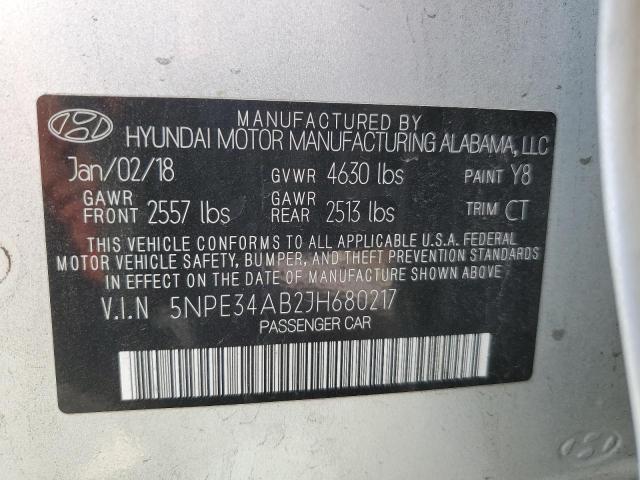 MANUFACTURED BY
HYUNDAI MOTOR MANUFACTURING ALABAMA, LLC
Jan/02/18 GVWR 4630 lbs PAINT Y8
GAWR FRONT 2557 lbs GAWR REAR 2513 lbs TRIM CT
THIS VEHICLE CONFORMS TO ALL APPLICABLE U.S.A. FEDERAL
MOTOR VEHICLE SAFETY, BUMPER, AND THEFT PREVENTION STANDARDS
IN EFFECT ON THE DATE OF MANUFACTURE SHOWN ABOVE.
V.I.N 5NPE34AB2JH680217
PASSENGER CAR